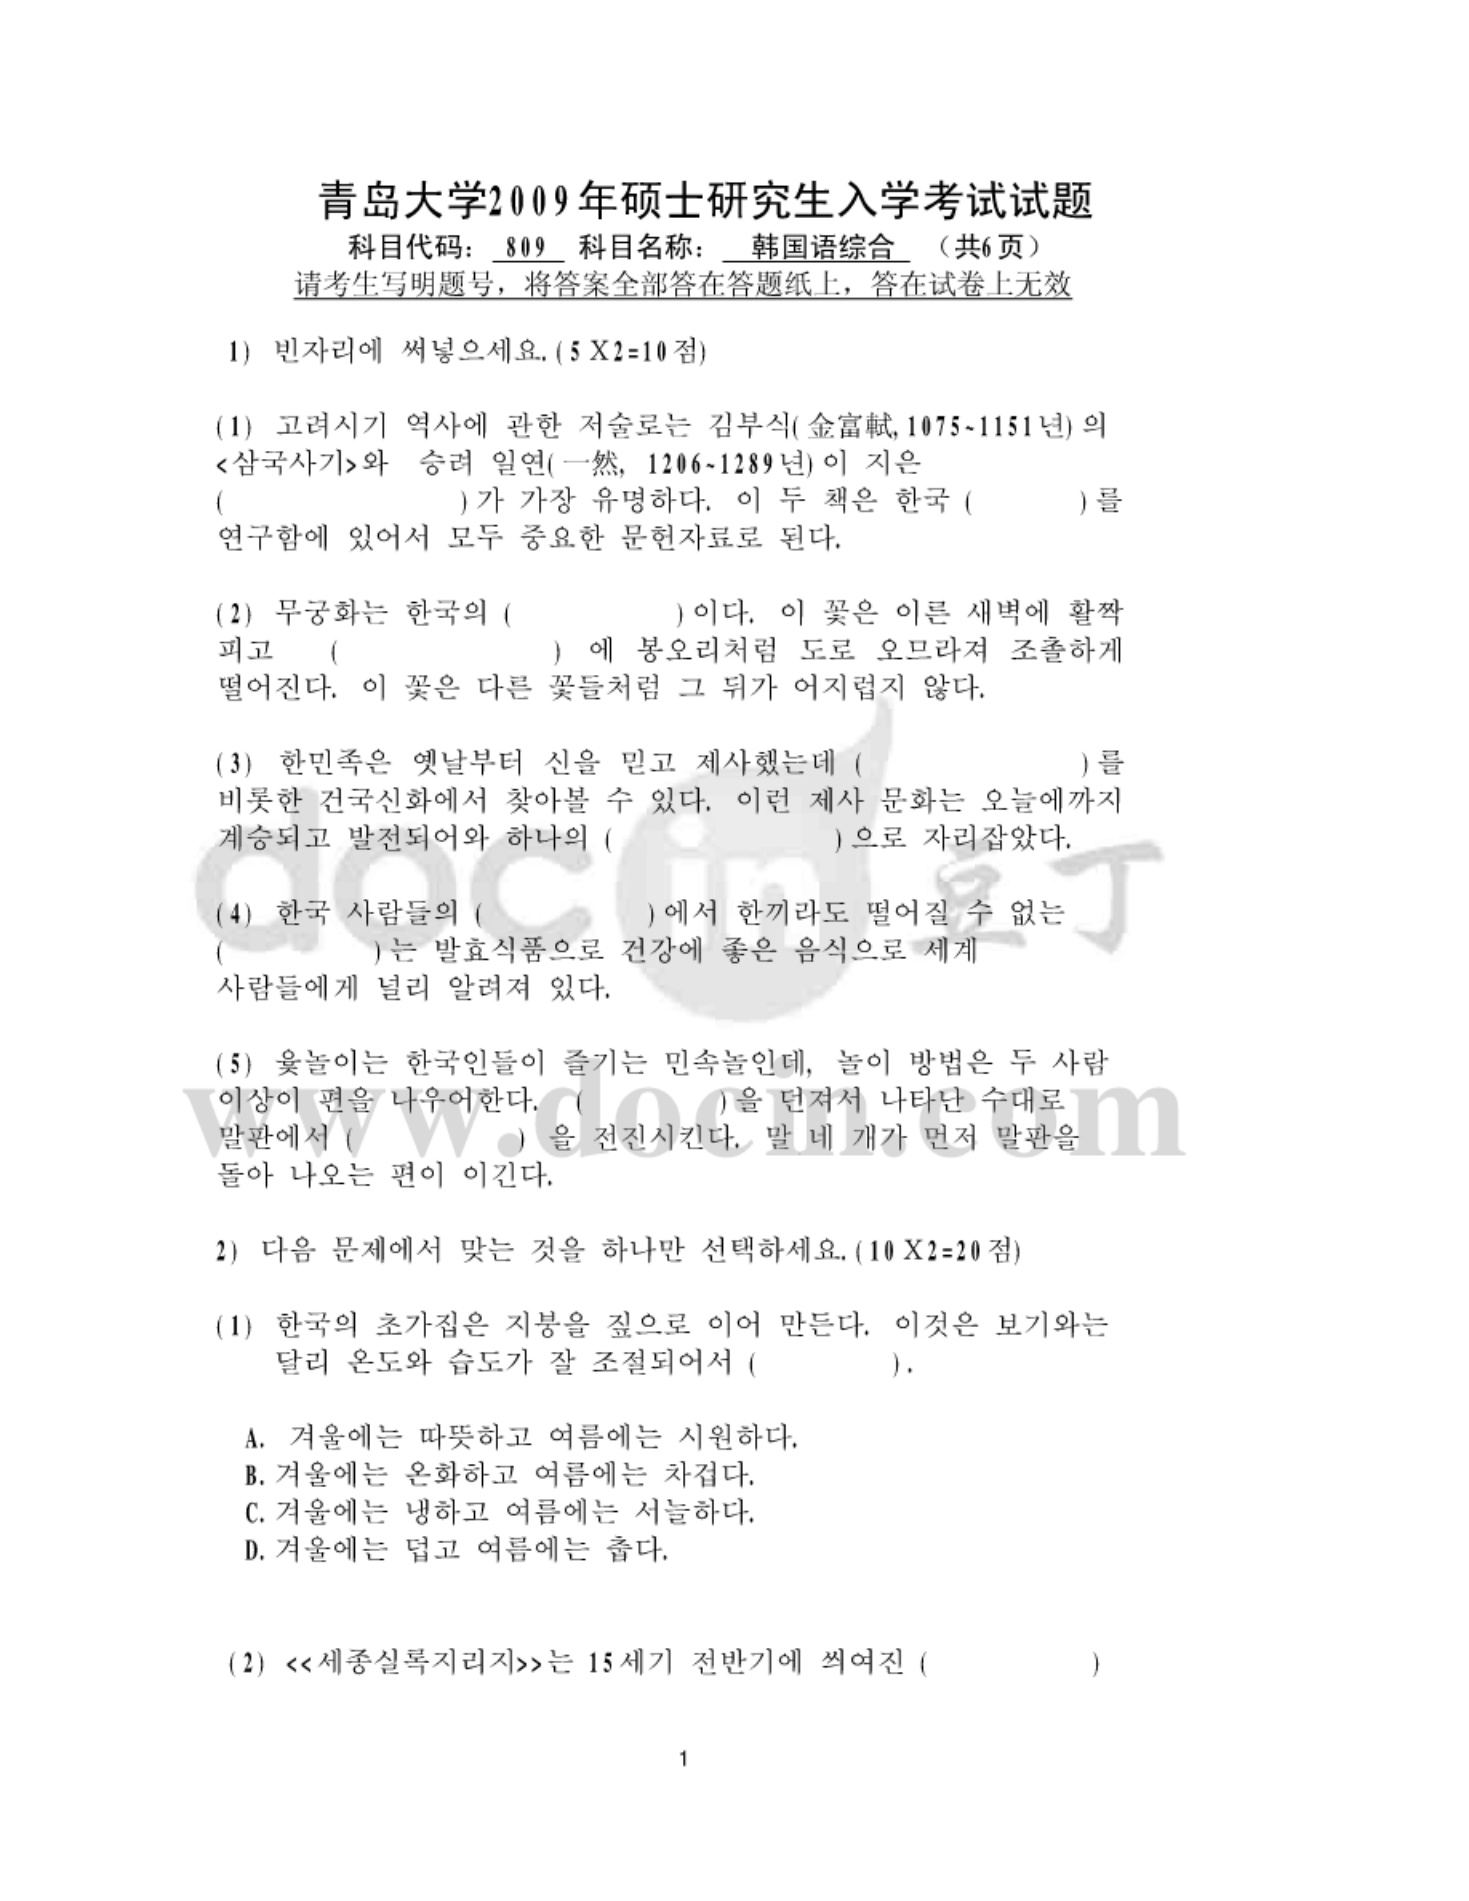 青岛大学2009年硕士研究生入学考试试题
科目代码： 809 科目名称： 韩国语综合 （共6页）
请考生写明题号，将答案全部答在答题纸上，答在试卷上无效
1) 빈자리에 써넣으세요.(5 X2=10점)
(1) 고려시기 역사에 관한 저술로는 김부식(金富軾,1075~1151년)의
<삼국사기>와 승려 일연(一然, 1206~1289년)이 지은
( )가 가장 유명하다. 이 두 책은 한국 ( )를
연구함에 있어서 모두 중요한 문헌자료로 된다.
(2) 무궁화는 한국의 ( )이다. 이 꽃은 이른 새벽에 활짝
피고 ( ) 에 봉오리처럼 도로 오므라져 조촐하게
떨어진다. 이 꽃은 다른 꽃들처럼 그 뒤가 어지럽지 않다.
(3) 한민족은 옛날부터 신을 믿고 제사했는데 ( )를
비롯한 건국신화에서 찾아볼 수 있다. 이런 제사 문화는 오늘에까지
계승되고 발전되어와 하나의 ( )으로 자리잡았다.
(4) 한국 사람들의 ( )에서 한끼라도 떨어질 수 없는
( )는 발효식품으로 건강에 좋은 음식으로 세계
사람들에게 널리 알려져 있다.
(5) 윷놀이는 한국인들이 즐기는 민속놀인데, 놀이 방법은 두 사람
이상이 편을 나우어한다. ( )을 던져서 나타난 수대로
말판에서 ( ) 을 전진시킨다. 말 네 개가 먼저 말판을
돌아 나오는 편이 이긴다.
2) 다음 문제에서 맞는 것을 하나만 선택하세요.(10 X2=20점)
(1) 한국의 초가집은 지붕을 짚으로 이어 만든다. 이것은 보기와는
달리 온도와 습도가 잘 조절되어서 ( ).
A. 겨울에는 따뜻하고 여름에는 시원하다.
B. 겨울에는 온화하고 여름에는 차겁다.
C. 겨울에는 냉하고 여름에는 서늘하다.
D. 겨울에는 덥고 여름에는 춥다.
(2) <<세종실록지리지>>는 15세기 전반기에 씌여진 ( )
1
docin 豆丁
www.docin.com